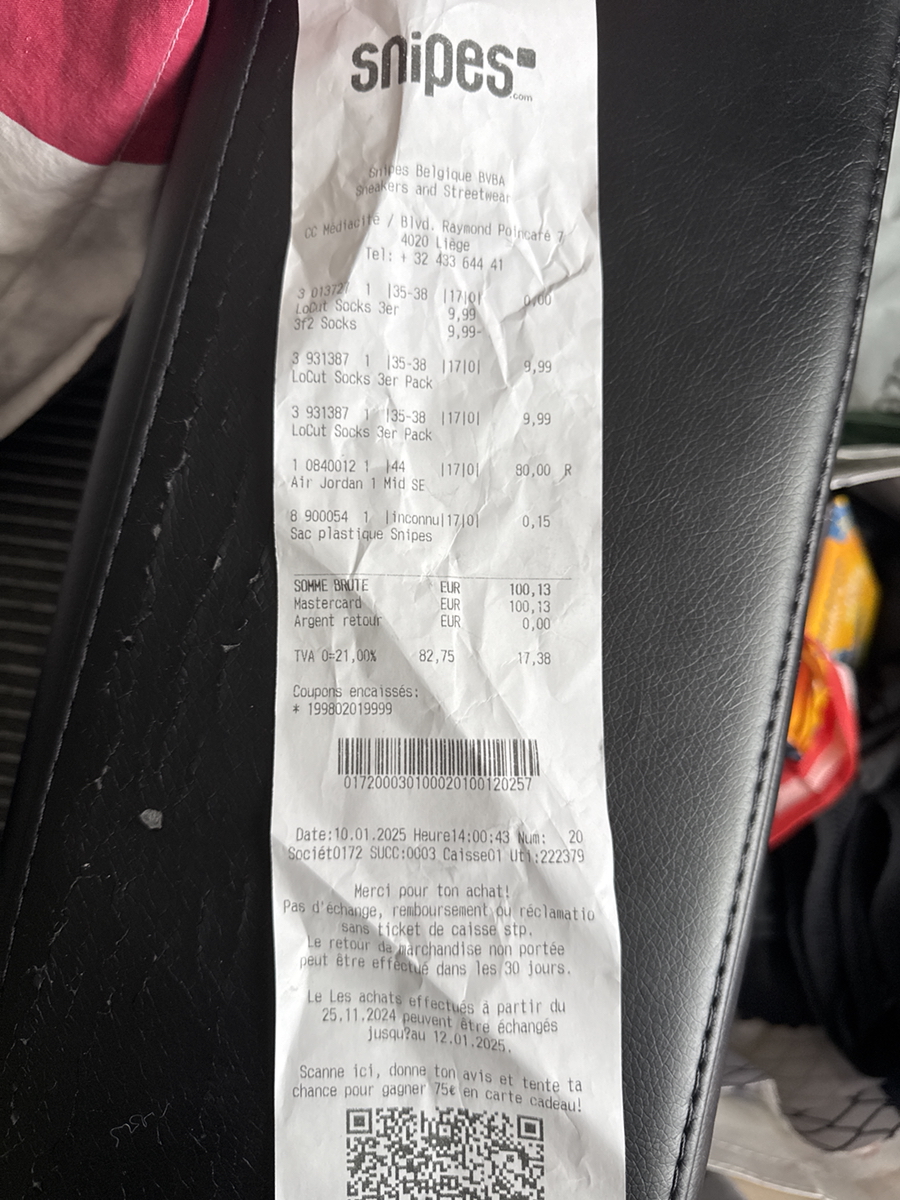 snipes
.com
Snipes Belgique BVBA
Sneakers and Streetwear
CC Médiacité / Blvd. Raymond Poincaré 7
4020 Liège
Tel: + 32 433 644 41
3 013727 1 |35-38 |17|0| 0,00
LoCut Socks 3er 9,99
3f2 Socks 9,99-
3 931387 1 |35-38 |17|0| 9,99
LoCut Socks 3er Pack
3 931387 1 |35-38 |17|0| 9,99
LoCut Socks 3er Pack
1 0840012 1 |44 |17|0| 80,00 R
Air Jordan 1 Mid SE
8 900054 1 |inconnu|17|0| 0,15
Sac plastique Snipes
SOMME BRUTE EUR 100,13
Mastercard EUR 100,13
Argent retour EUR 0,00
TVA 0=21,00% 82,75 17,38
Coupons encaissés:
* 199802019999
017200030100020100120257
Date:10.01.2025 Heure14:00:43 Num: 20
Sociét0172 SUCC:0003 Caisse01 Uti:222379
Merci pour ton achat!
Pas d'échange, remboursement ou réclamatio
sans ticket de caisse stp.
Le retour de marchandise non portée
peut être effectué dans les 30 jours.
Le Les achats effectués à partir du
25.11.2024 peuvent être échangés
jusqu?au 12.01.2025.
Scanne ici, donne ton avis et tente ta
chance pour gagner 75€ en carte cadeau!